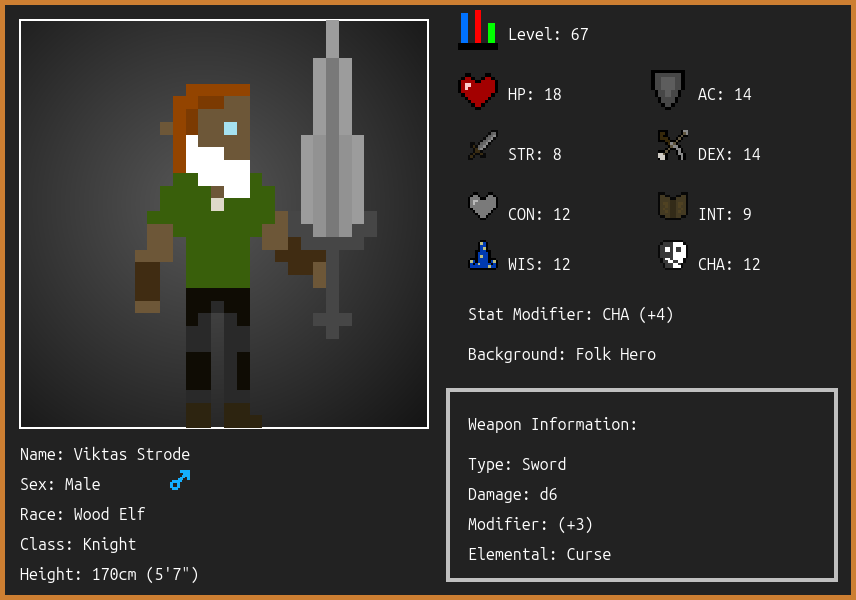 Level: 67
HP: 18
AC: 14
STR: 8
DEX: 14
CON: 12
INT: 9
WIS: 12
CHA: 12
Stat Modifier: CHA (+4)
Background: Folk Hero
Weapon Information:
Type: Sword
Damage: d6
Modifier: (+3)
Elemental: Curse
Name: Viktas Strode
Sex: Male
Race: Wood Elf
Class: Knight
Height: 170cm (5'7")